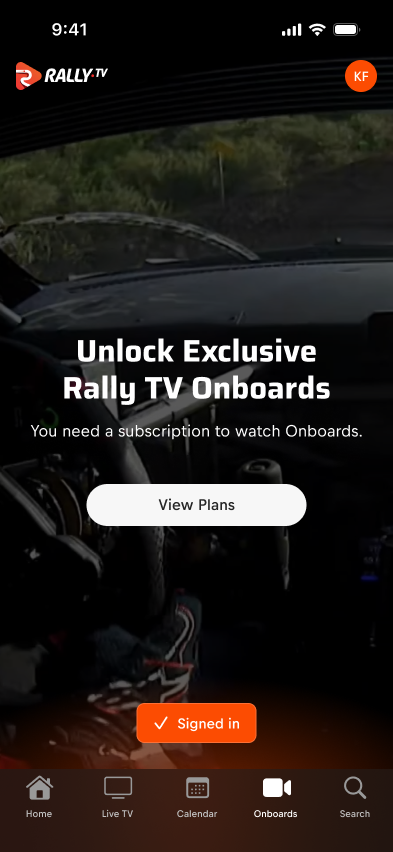 9:41
RALLY.TV
KF
Unlock Exclusive
Rally TV Onboards
You need a subscription to watch Onboards.
View Plans
Signed in
Home
Live TV
Calendar
Onboards
Search